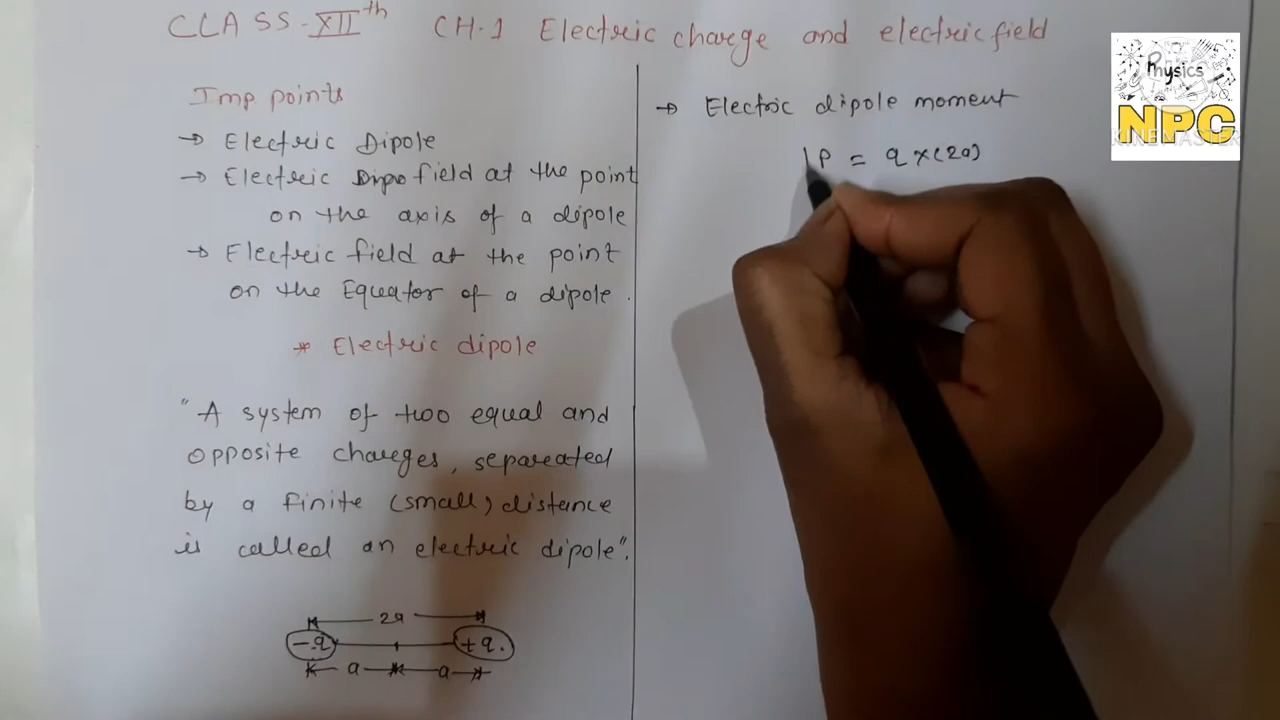 CLASS-XIIth CH.1 Electric charge and electric field
Imp points
→ Electric Dipole
→ Electric field at the point
on the axis of a dipole
→ Electric field at the point
on the Equator of a dipole.
* Electric dipole
"A system of two equal and
opposite charges, separeated
by a finite (small) distance
is called an electric dipole".
2a
-q +q.
a a
→ Electric dipole moment
|P = q×(2a)
Physics
NPC
KINEMASTER